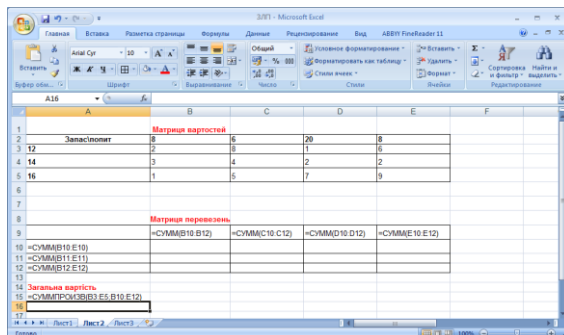 ЗЛП - Microsoft Excel
Главная Вставка Разметка страницы Формулы Данные Рецензирование Вид ABBYY FineReader 11
Вставить Arial Cyr 10 Общий Условное форматирование Вставить
Ж К Ч % 000 Форматировать как таблицу Удалить Сортировка и фильтр Найти и выделить
Стили ячеек Формат
Буфер обм... Шрифт Выравнивание Число Стили Ячейки Редактирование
A16 fx
A B C D E F
1 Матриця вартостей
2 Запас\попит 8 6 20 8
3 12 2 8 1 6
4 14 3 4 2 2
5 16 1 5 7 9
6
7
8 Матриця перевезень
9 =СУММ(B10:B12) =СУММ(C10:C12) =СУММ(D10:D12) =СУММ(E10:E12)
10 =СУММ(B10:E10)
11 =СУММ(B11:E11)
12 =СУММ(B12:E12)
13
14 Загальна вартість
15 =СУММПРОИЗВ(B3:E5;B10:E12)
16
17
Лист1 Лист2 Лист3
Готово 100%